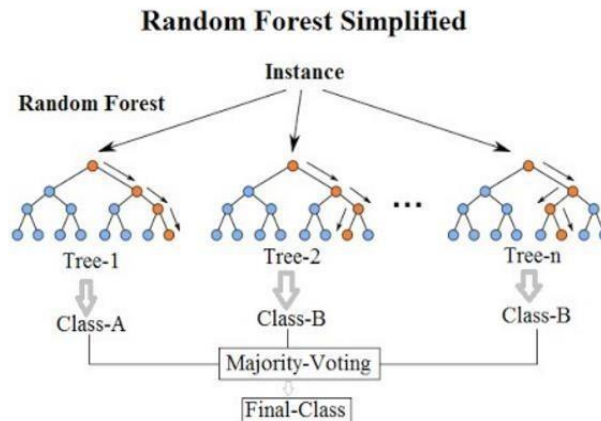 Random Forest Simplified
Instance
Random Forest
...
Tree-1
Tree-2
Tree-n
Class-A
Class-B
Class-B
Majority-Voting
Final-Class